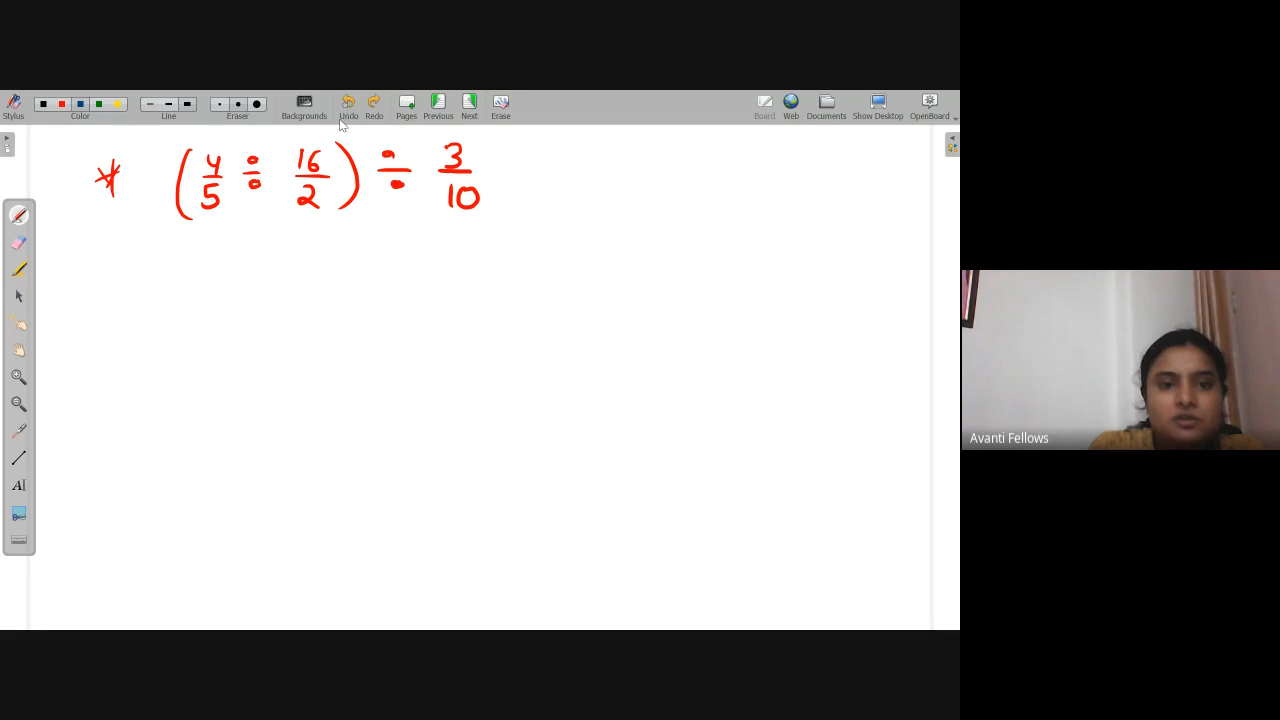 Stylus Color Line Eraser Backgrounds Undo Redo Pages Previous Next Erase Board Web Documents Show Desktop OpenBoard
* (4/5 ÷ 16/2) ÷ 3/10
Avanti Fellows